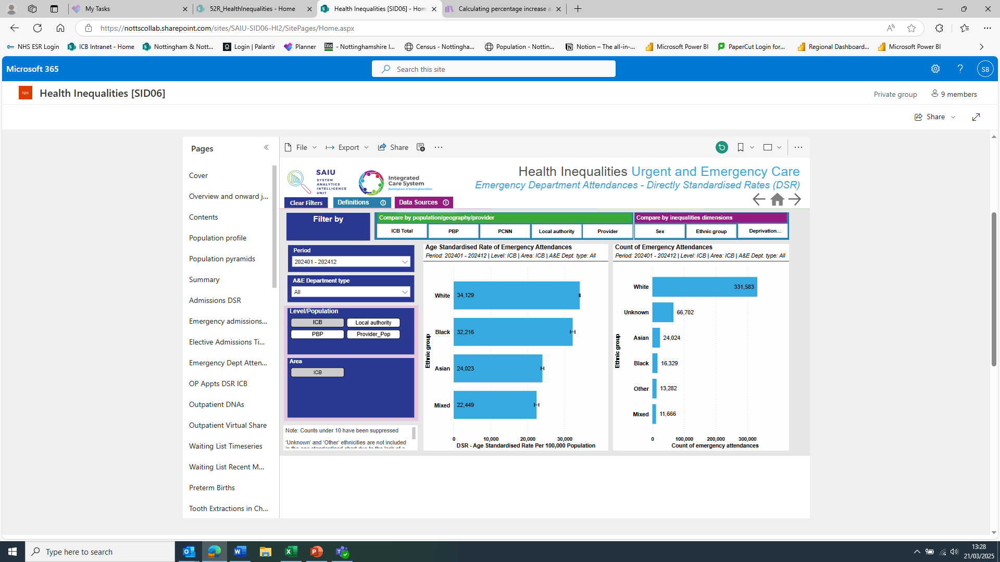 My Tasks
52R_HealthInequalities - Home
Health Inequalities [SID06] - Hom
Calculating percentage increase a
https://nottscollab.sharepoint.com/sites/SAIU-SID06-HI2/SitePages/Home.aspx
NHS ESR Login
ICB Intranet - Home
Nottingham & Nott...
Login | Palantir
Planner
- Nottinghamshire I...
Census - Nottingha...
Population - Nottin...
Notion – The all-in-...
Microsoft Power BI
PaperCut Login for...
Regional Dashboard...
Microsoft Power BI
Microsoft 365
Search this site
SB
NH
Health Inequalities [SID06]
Private group
9 members
Share
Pages
File
Export
Share
Cover
Overview and onward j...
Contents
Population profile
Population pyramids
Summary
Admissions DSR
Emergency admissions...
Elective Admissions Ti...
Emergency Dept Atten...
OP Appts DSR ICB
Outpatient DNAs
Outpatient Virtual Share
Waiting List Timeseries
Waiting List Recent M...
Preterm Births
Tooth Extractions in Ch...
SAIU
SYSTEM
ANALYTICS
INTELLIGENCE
UNIT
Integrated
Care System
Nottingham & Nottinghamshire
Health Inequalities Urgent and Emergency Care
Emergency Department Attendances - Directly Standardised Rates (DSR)
Clear Filters
Definitions
Data Sources
Filter by
Compare by population/geography/provider
ICB Total
PBP
PCNN
Local authority
Provider
Compare by inequalities dimensions
Sex
Ethnic group
Deprivation...
Period
202401 - 202412
A&E Department type
All
Level/Population
ICB
Local authority
PBP
Provider_Pop
Area
ICB
Note: Counts under 10 have been suppressed
'Unknown' and 'Other' ethnicities are not included
in the age standardised chart due to the lack of a
Age Standardised Rate of Emergency Attendances
Period: 202401 - 202412 | Level: ICB | Area: ICB | A&E Dept. type: All
Ethnic group
White
34,129
Black
32,216
Asian
24,023
Mixed
22,449
0
10,000
20,000
30,000
DSR - Age Standardised Rate Per 100,000 Population
Count of Emergency Attendances
Period: 202401 - 202412 | Level: ICB | Area: ICB | A&E Dept. type: All
Ethnic group
White
331,583
Unknown
66,702
Asian
24,024
Black
16,329
Other
13,282
Mixed
11,666
0
100,000
200,000
300,000
Count of emergency attendances
Type here to search
13:28
21/03/2025